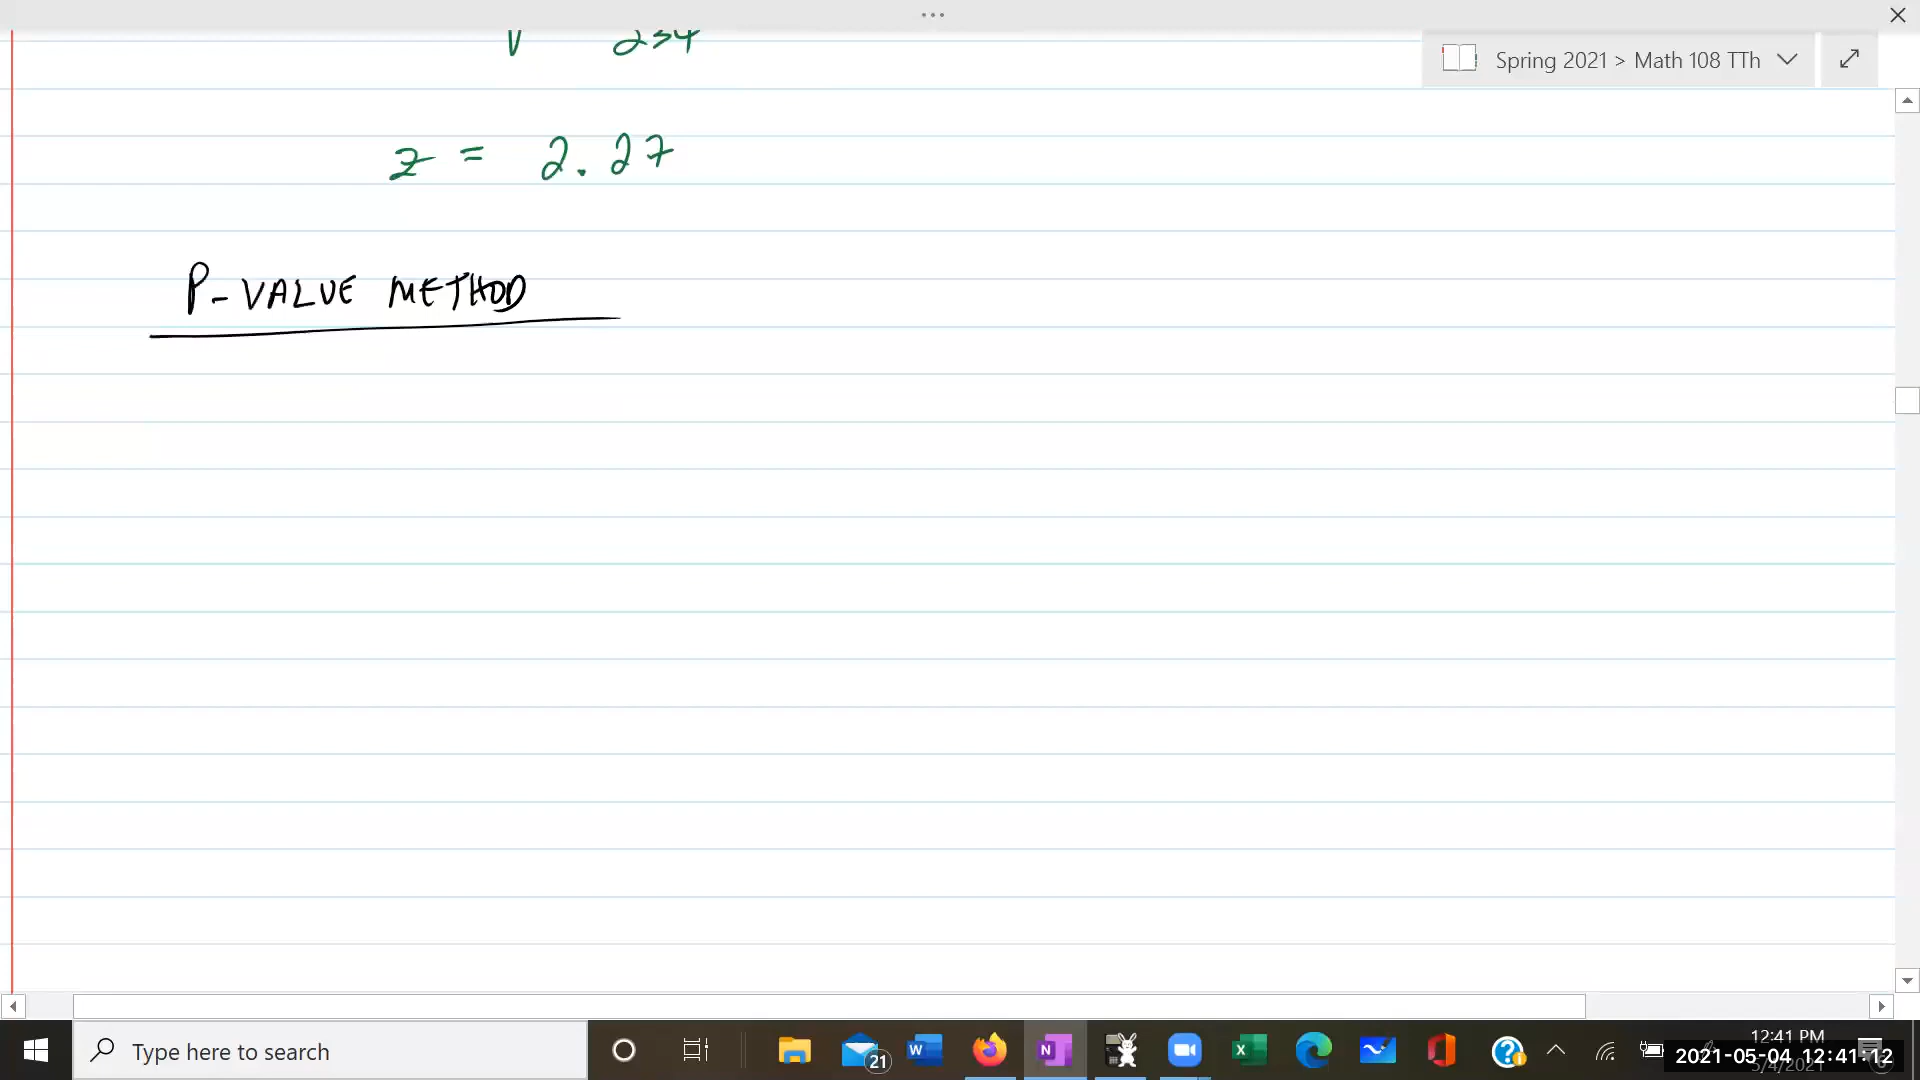 Spring 2021 > Math 108 TTh
z = 2.27
P-VALUE METHOD
Type here to search
21
12:41 PM
2021-05-04 12:41:12